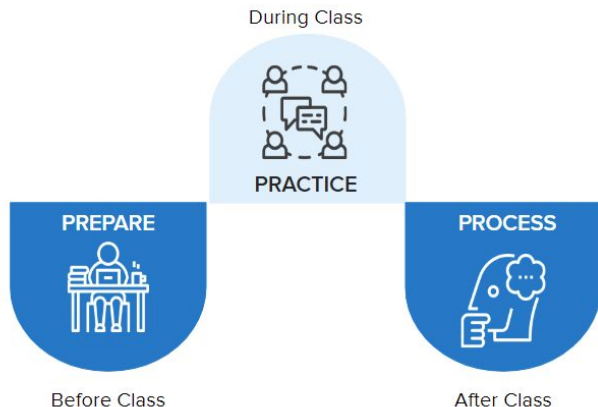 During Class
PRACTICE
PREPARE
PROCESS
Before Class
After Class